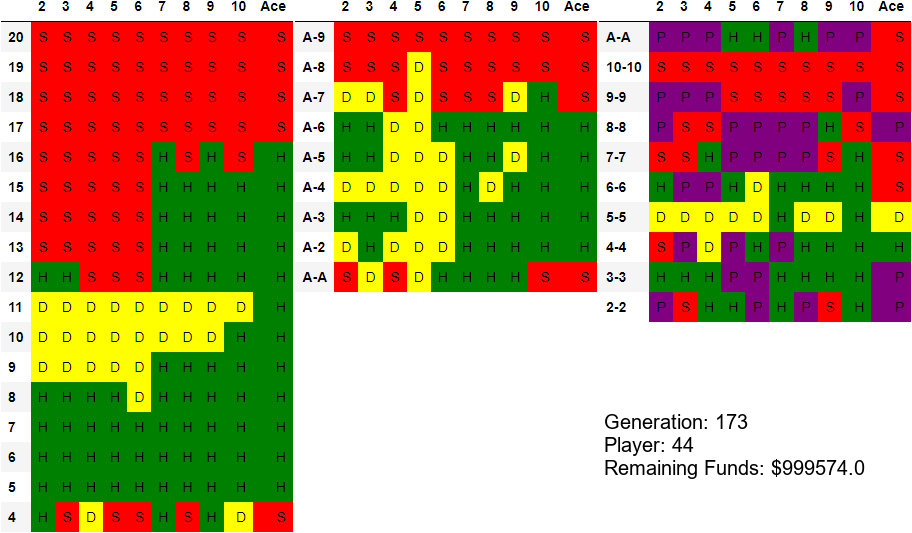 2 3 4 5 6 7 8 9 10 Ace
20 S S S S S S S S S S
19 S S S S S S S S S S
18 S S S S S S S S S S
17 S S S S S S S S S S
16 S S S S S H S H S H
15 S S S S S H H H H H
14 S S S S S H H H H H
13 S S S S S H H H H H
12 H H S S S H H H H H
11 D D D D D D D D D H
10 D D D D D D D D H H
9 D D D D D H H H H H
8 H H H H D H H H H H
7 H H H H H H H H H H
6 H H H H H H H H H H
5 H H H H H H H H H H
4 H S D S S H S H D S
2 3 4 5 6 7 8 9 10 Ace
A-9 S S S S S S S S S S
A-8 S S S D S S S S S S
A-7 D D S D S S S D H S
A-6 H H D D H H H H H H
A-5 H H D D D H H D H H
A-4 D D D D D H D H H H
A-3 H H H D D H H H H H
A-2 D H D D D H H H H H
A-A S D S D H H H H S S
2 3 4 5 6 7 8 9 10 Ace
A-A P P P H H P H P P S
10-10 S S S S S S S S S S
9-9 P P P S S S S S P S
8-8 P S S P P P P H S P
7-7 S S H P P P P S H S
6-6 H P P H D H H H H S
5-5 D D D D D H D D H D
4-4 S P D P H P H H H H
3-3 H H H P P H H H H P
2-2 P S H H P H P S H P
Generation: 173
Player: 44
Remaining Funds: $999574.0